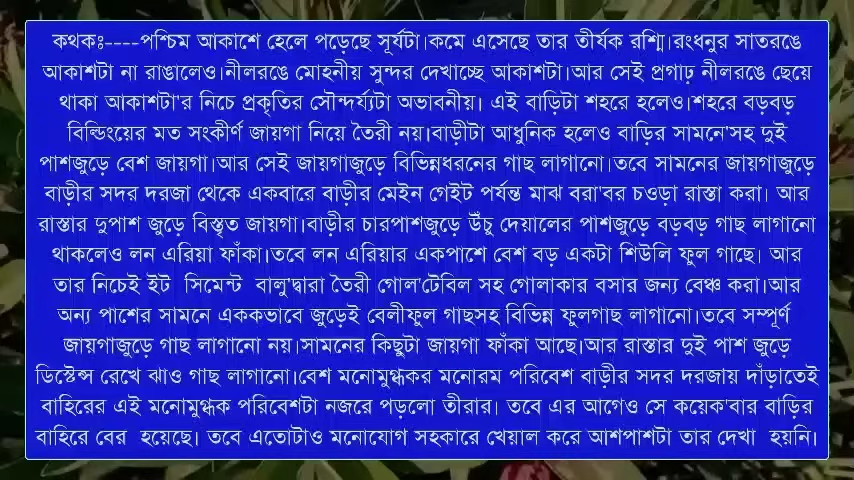 কথকঃ----পশ্চিম আকাশে হেলে পড়েছে সূর্যটা।কমে এসেছে তার তীর্যক রশ্মি।রংধনুর সাতরঙে
আকাশটা না রাঙালেও।নীলরঙে মোহনীয় সুন্দর দেখাচ্ছে আকাশটা।আর সেই প্রগাঢ় নীলরঙে ছেয়ে
থাকা আকাশটা'র নিচে প্রকৃতির সৌন্দর্য্যটা অভাবনীয়। এই বাড়িটা শহরে হলেও।শহরে বড়বড়
বিল্ডিংয়ের মত সংকীর্ণ জায়গা নিয়ে তৈরী নয়।বাড়ীটা আধুনিক হলেও বাড়ির সামনে'সহ দুই
পাশজুড়ে বেশ জায়গা।আর সেই জায়গাজুড়ে বিভিন্নধরনের গাছ লাগানো।তবে সামনের জায়গাজুড়ে
বাড়ীর সদর দরজা থেকে একবারে বাড়ীর মেইন গেইট পর্যন্ত মাঝ বরা'বর চওড়া রাস্তা করা। আর
রাস্তার দুপাশ জুড়ে বিস্তৃত জায়গা।বাড়ীর চারপাশজুড়ে উঁচু দেয়ালের পাশজুড়ে বড়বড় গাছ লাগানো
থাকলেও লন এরিয়া ফাঁকা।তবে লন এরিয়ার একপাশে বেশ বড় একটা শিউলি ফুল গাছে। আর
তার নিচেই ইট সিমেন্ট বালু'দ্বারা তৈরী গোল'টেবিল সহ গোলাকার বসার জন্য বেঞ্চ করা।আর
অন্য পাশের সামনে এককভাবে জুড়েই বেলীফুল গাছসহ বিভিন্ন ফুলগাছ লাগানো।তবে সম্পূর্ণ
জায়গাজুড়ে গাছ লাগানো নয়।সামনের কিছুটা জায়গা ফাঁকা আছে।আর রাস্তার দুই পাশ জুড়ে
ডিস্টেন্স রেখে ঝাও গাছ লাগানো।বেশ মনোমুগ্ধকর মনোরম পরিবেশ বাড়ীর সদর দরজায় দাঁড়াতেই
বাহিরের এই মনোমুগ্ধক পরিবেশটা নজরে পড়লো তীরার। তবে এর আগেও সে কয়েক'বার বাড়ির
বাহিরে বের হয়েছে। তবে এতোটাও মনোযোগ সহকারে খেয়াল করে আশপাশটা তার দেখা হয়নি।